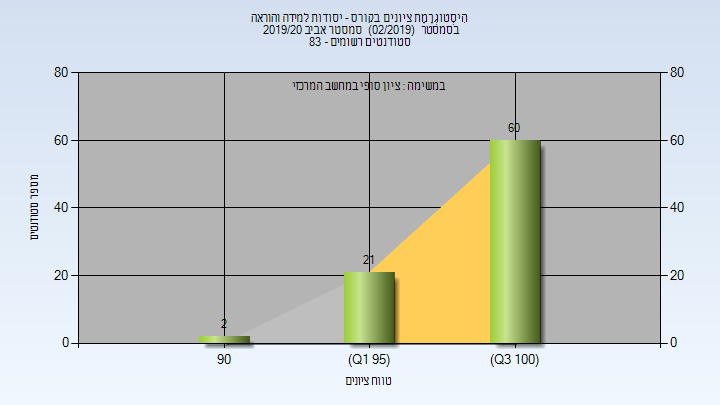 היסטוגרמת ציונים בקורס - יסודות למידה והוראה
בסמסטר (02/2019) סמסטר אביב 2019/20
סטודנטים רשומים - 83
במשימה : ציון סופי במחשב המרכזי
80
60
40
20
0
80
60
40
20
0
2
21
60
90
(Q1 95)
(Q3 100)
מספר סטודנטים
טווח ציונים